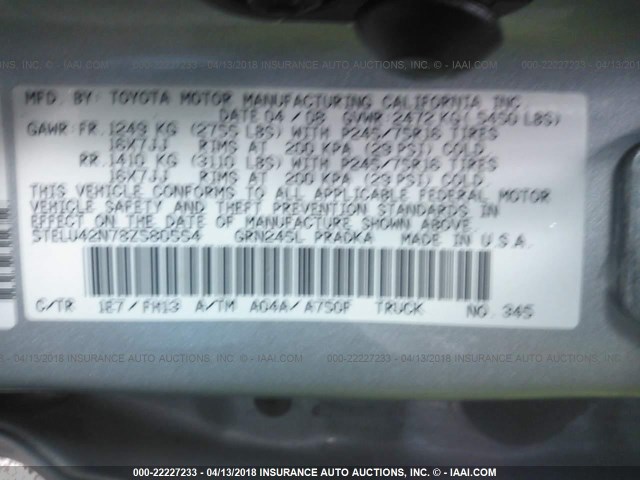 MFD. BY: TOYOTA MOTOR MANUFACTURING CALIFORNIA INC.
DATE 04 / 08 GVWR: 2472 KG ( 5450 LBS)
GAWR: FR. 1249 KG (2755 LBS) WITH P245/75R16 TIRES
16X7JJ RIMS AT 200 KPA (29 PSI) COLD.
RR. 1410 KG (3110 LBS) WITH P245/75R16 TIRES
16X7JJ RIMS AT 200 KPA (29 PSI) COLD.
THIS VEHICLE CONFORMS TO ALL APPLICABLE FEDERAL MOTOR
VEHICLE SAFETY AND THEFT PREVENTION STANDARDS IN
EFFECT ON THE DATE OF MANUFACTURE SHOWN ABOVE.
5TELU42N78Z580554 GRN245L PRADKA MADE IN U.S.A.
C/TR 1E7 / FM13 A/TM A04A / A750F TRUCK NO. 345
000-22227233 - 04/13/2018 INSURANCE AUTO AUCTIONS, INC. © - IAAI.COM